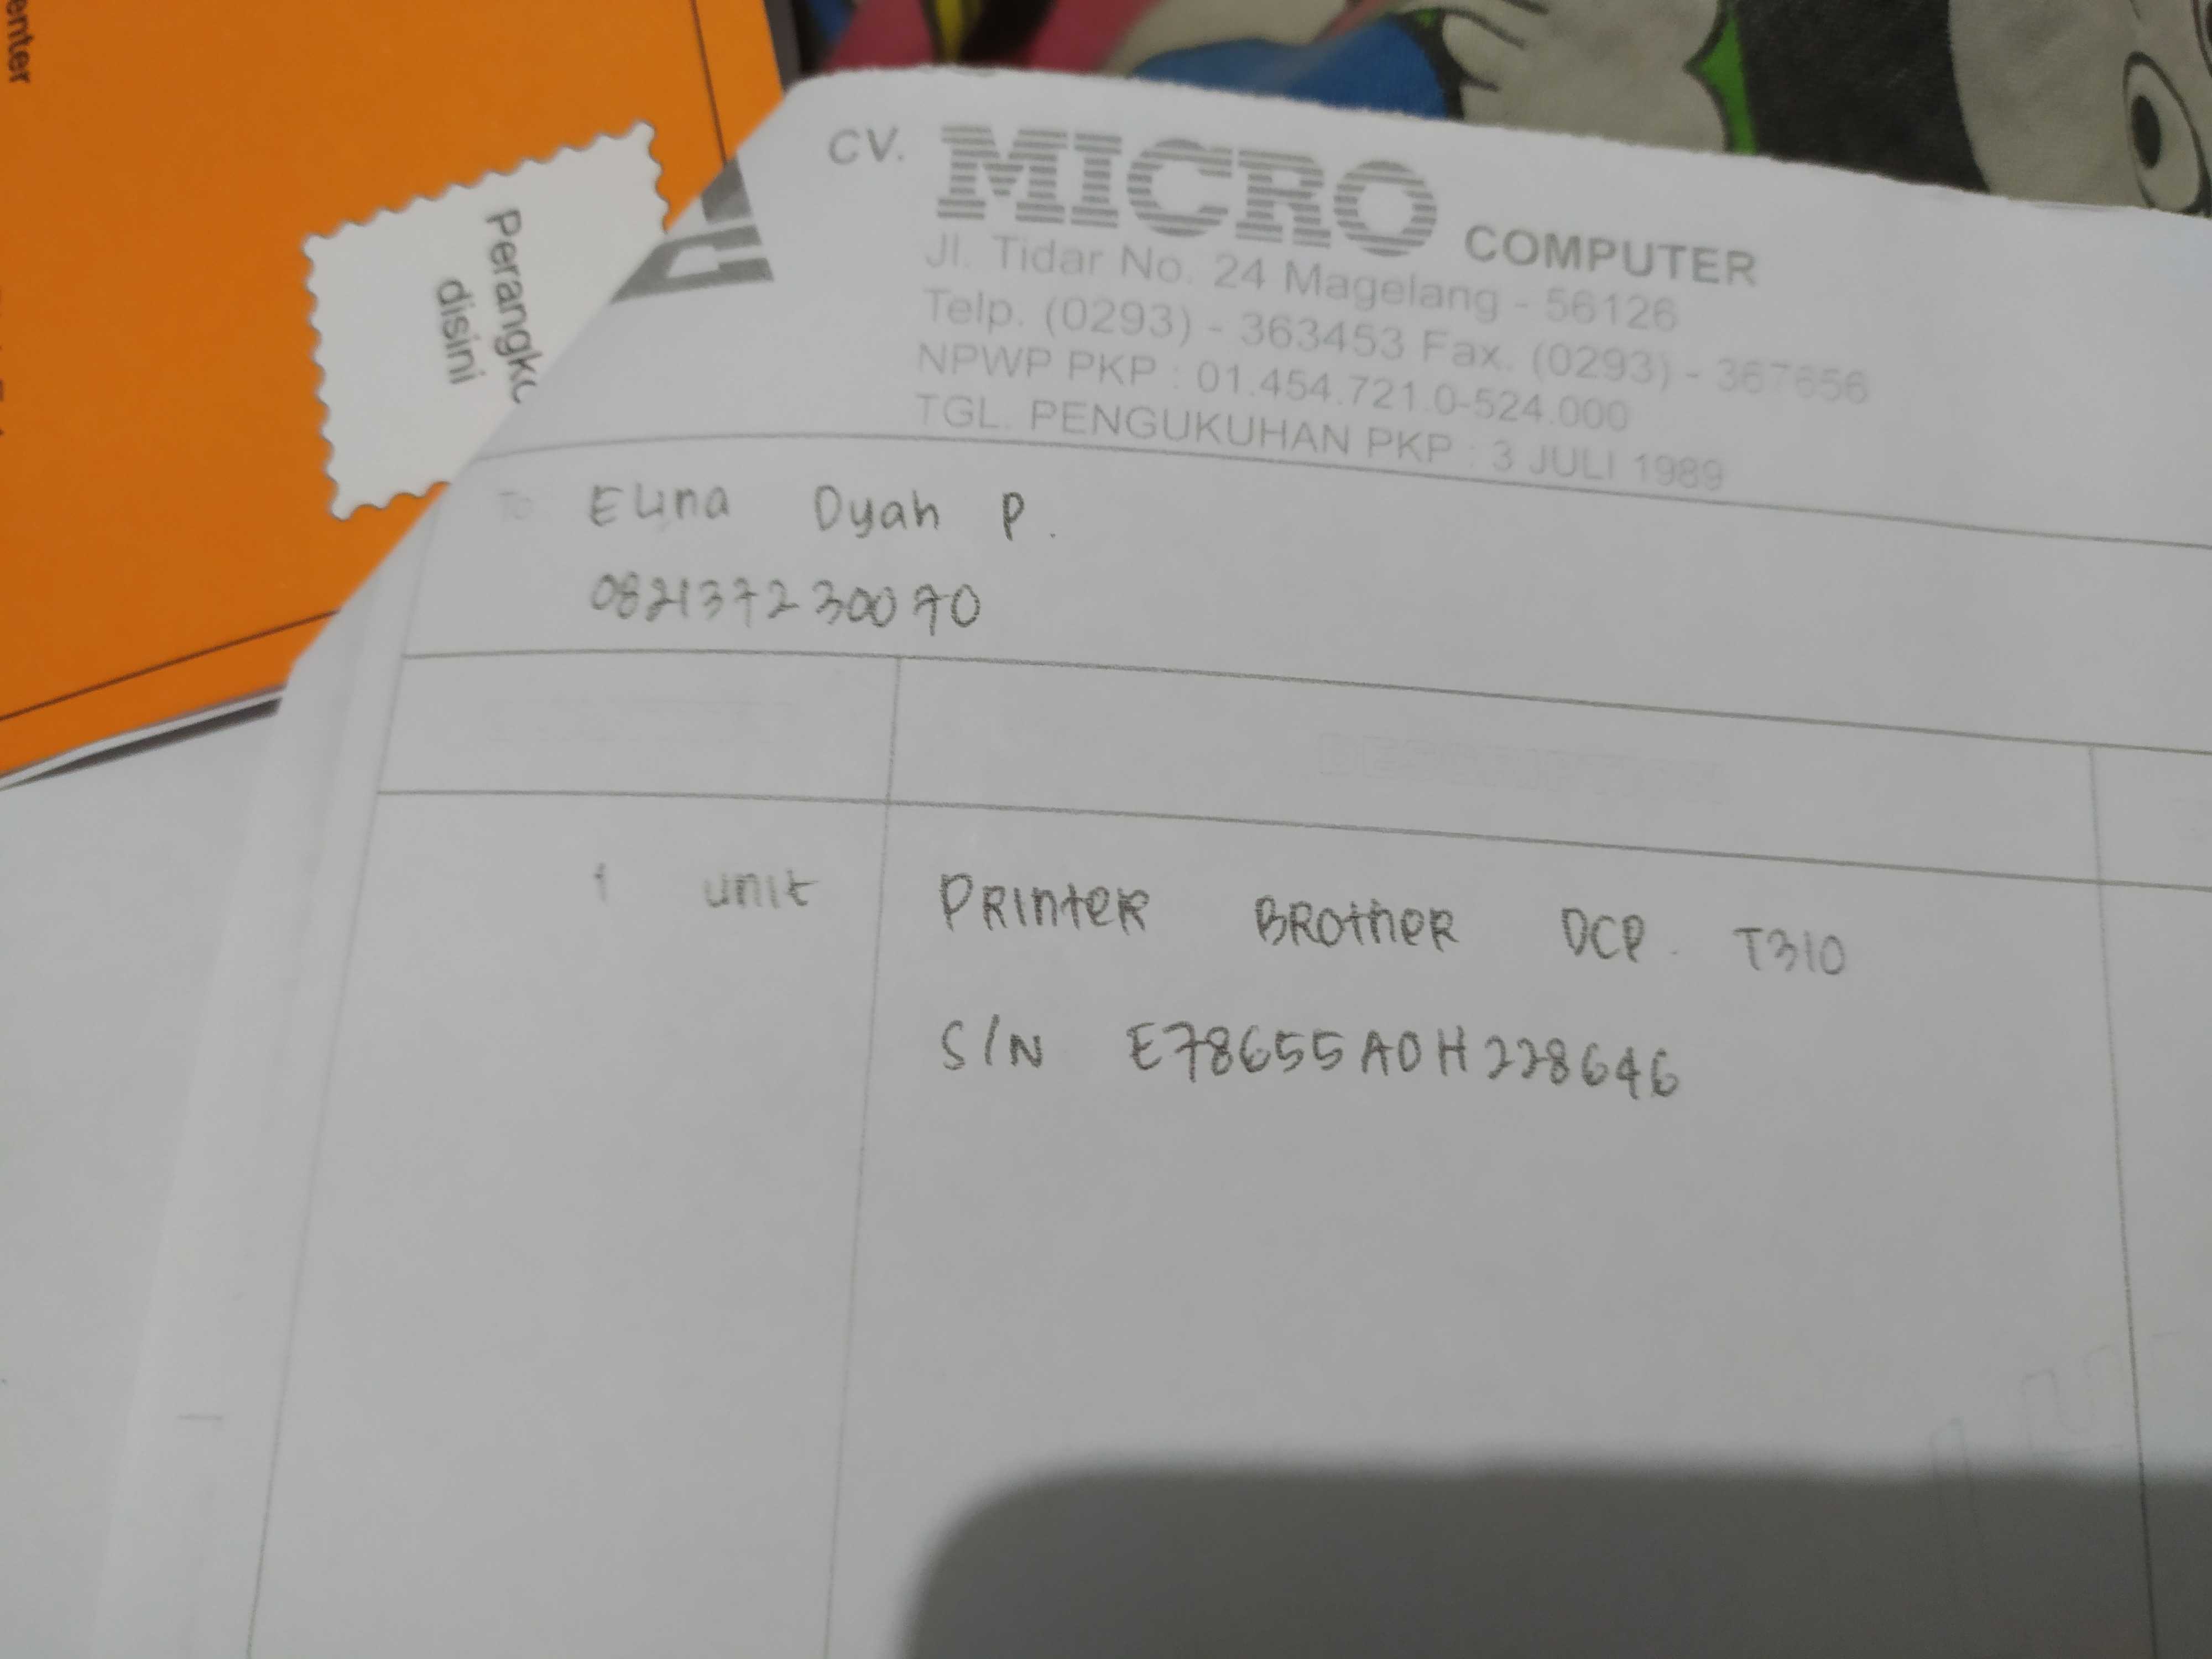 enter
Perangko
disini
CV. MICRO COMPUTER
Jl. Tidar No. 24 Magelang - 56126
Telp. (0293) - 363453 Fax. (0293) - 367656
NPWP PKP : 01.454.721.0-524.000
TGL. PENGUKUHAN PKP : 3 JULI 1989
To Elina Dyah P.
082137230070
DESCRIPTION
1 unit PRinteR BRotheR DCP. T310
S/N E78655A0H228646